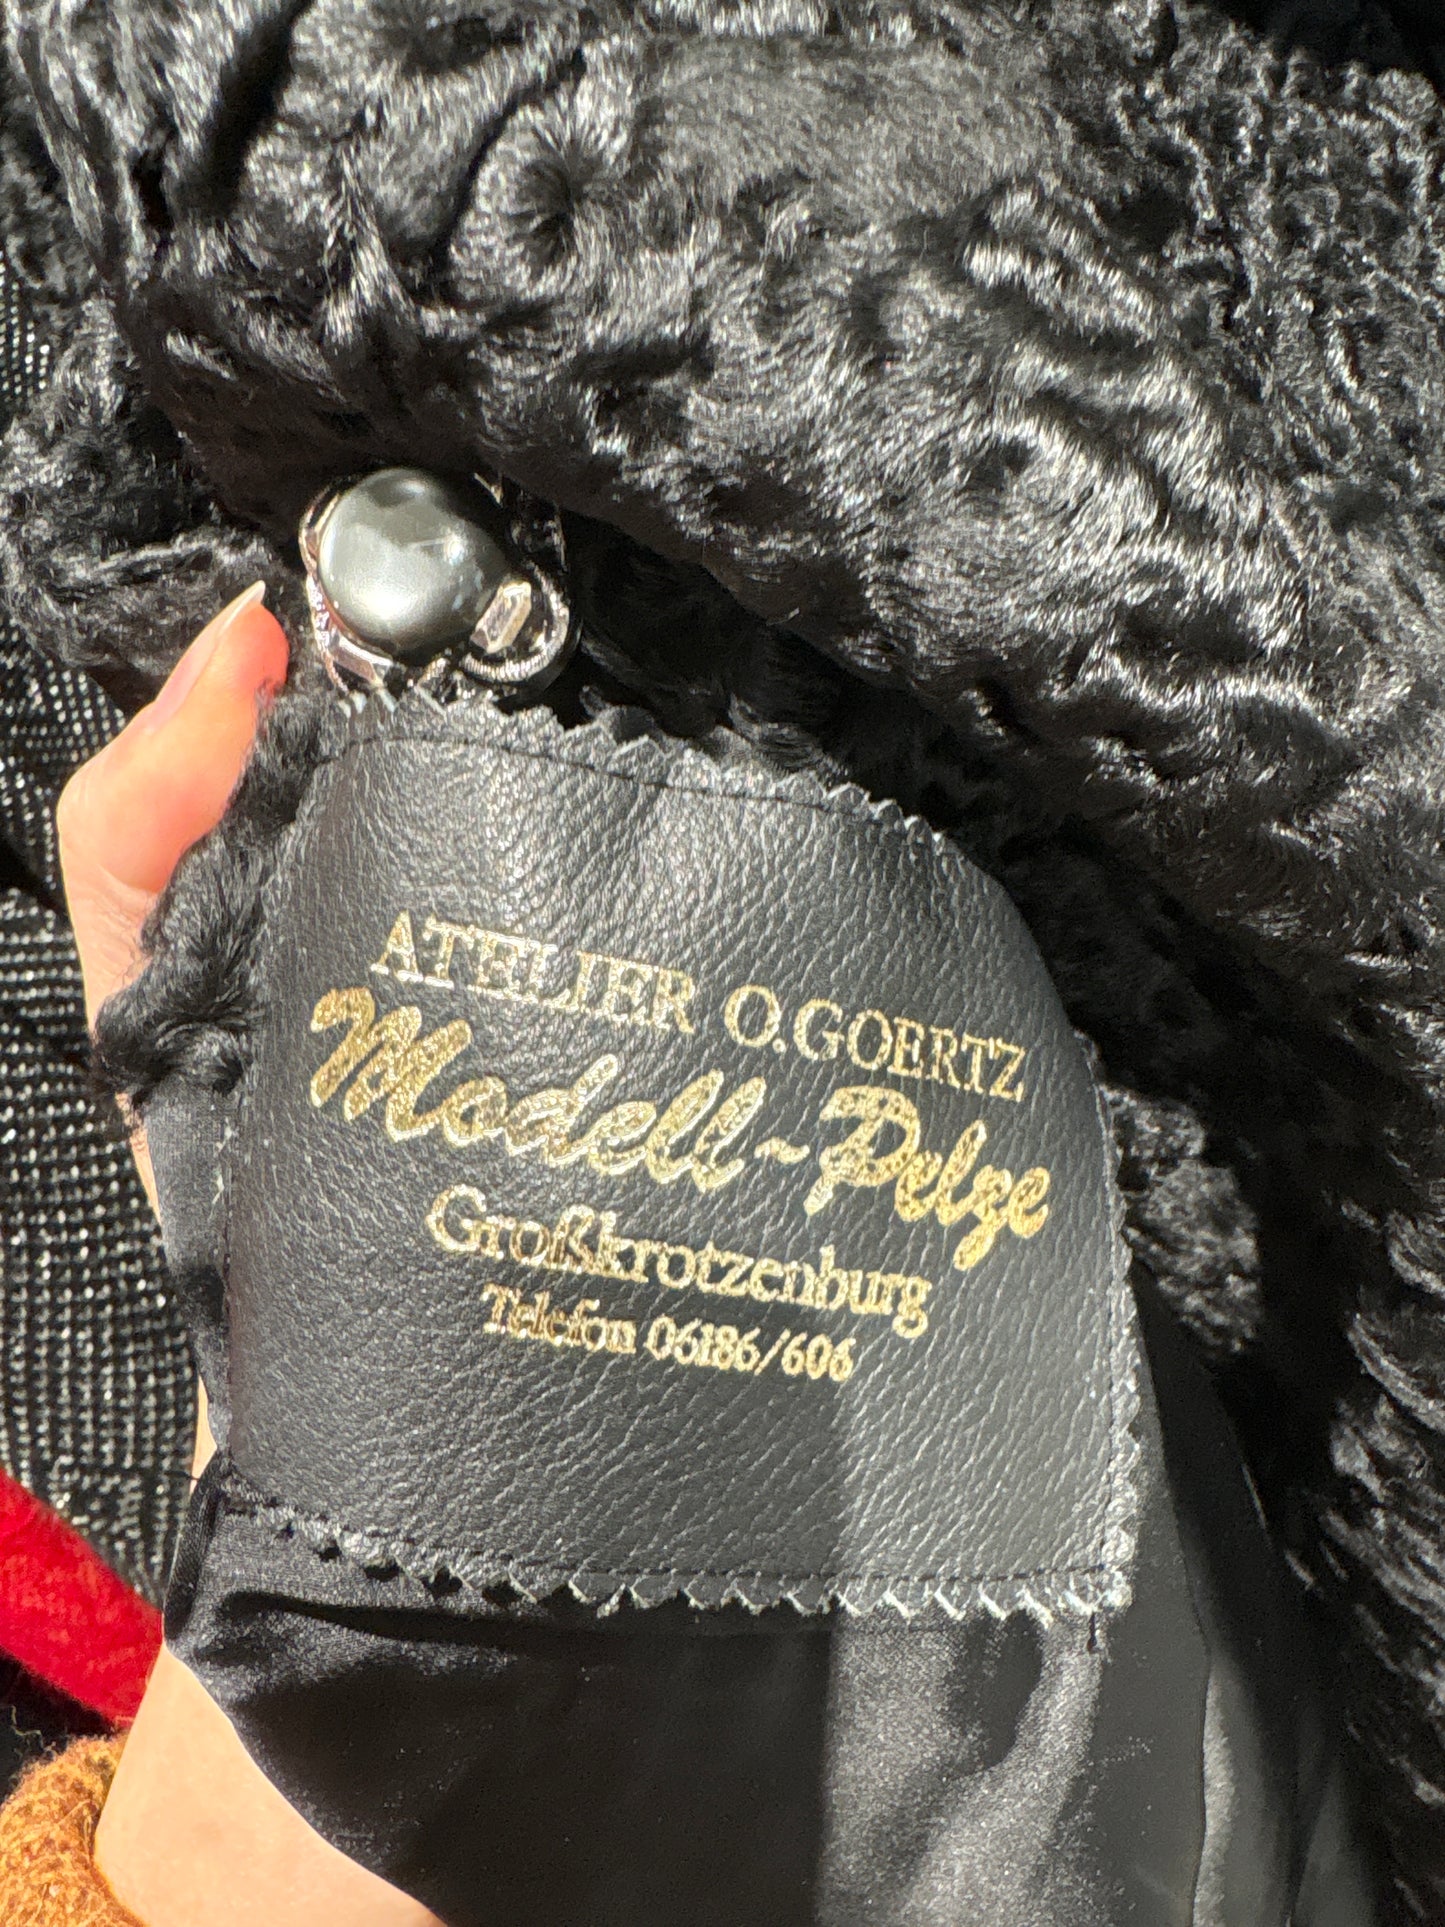 ATELIER O.GOERTZ
Modell-Pelze
Großkrotzenburg
Telefon 06186/606